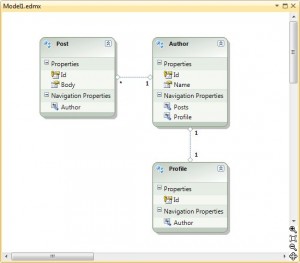 Model1.edmx
Post
Properties
Id
Body
Navigation Properties
Author
* 1
Author
Properties
Id
Name
Navigation Properties
Posts
Profile
1
1
Profile
Properties
Id
Navigation Properties
Author